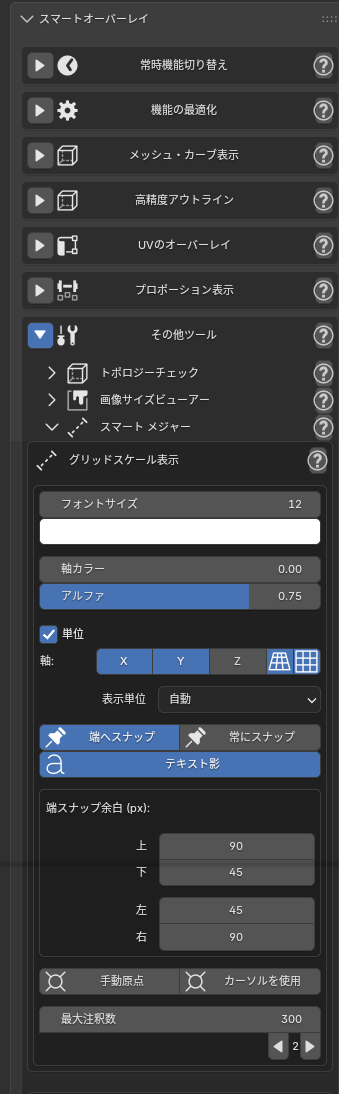 スマートオーバーレイ
常時機能切り替え
機能の最適化
メッシュ・カーブ表示
高精度アウトライン
UVのオーバーレイ
プロポーション表示
その他ツール
トポロジーチェック
画像サイズビューアー
スマート メジャー
グリッドスケール表示
フォントサイズ 12
軸カラー 0.00
アルファ 0.75
単位
軸: X Y Z
表示単位 自動
端へスナップ 常にスナップ
テキスト影
端スナップ余白 (px):
上 90
下 45
左 45
右 90
手動原点 カーソルを使用
最大注釈数 300
2